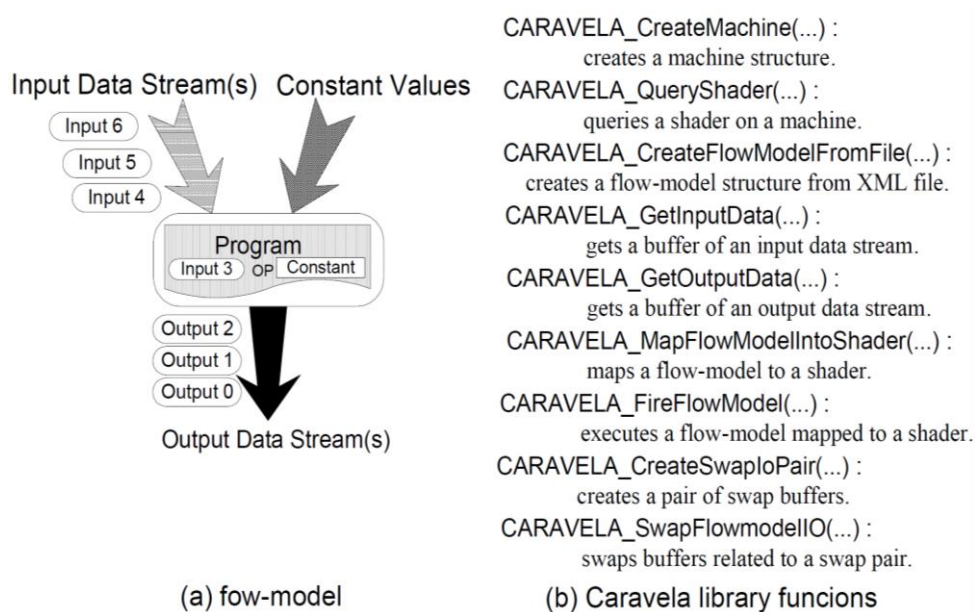 Input Data Stream(s) Constant Values
Input 6
Input 5
Input 4
Program
Input 3 OP Constant
Output 2
Output 1
Output 0
Output Data Stream(s)
(a) fow-model
CARAVELA_CreateMachine(...) :
creates a machine structure.
CARAVELA_QueryShader(...) :
queries a shader on a machine.
CARAVELA_CreateFlowModelFromFile(...) :
creates a flow-model structure from XML file.
CARAVELA_GetInputData(...) :
gets a buffer of an input data stream.
CARAVELA_GetOutputData(...) :
gets a buffer of an output data stream.
CARAVELA_MapFlowModelIntoShader(...) :
maps a flow-model to a shader.
CARAVELA_FireFlowModel(...) :
executes a flow-model mapped to a shader.
CARAVELA_CreateSwapIoPair(...) :
creates a pair of swap buffers.
CARAVELA_SwapFlowmodelIO(...) :
swaps buffers related to a swap pair.
(b) Caravela library funcions